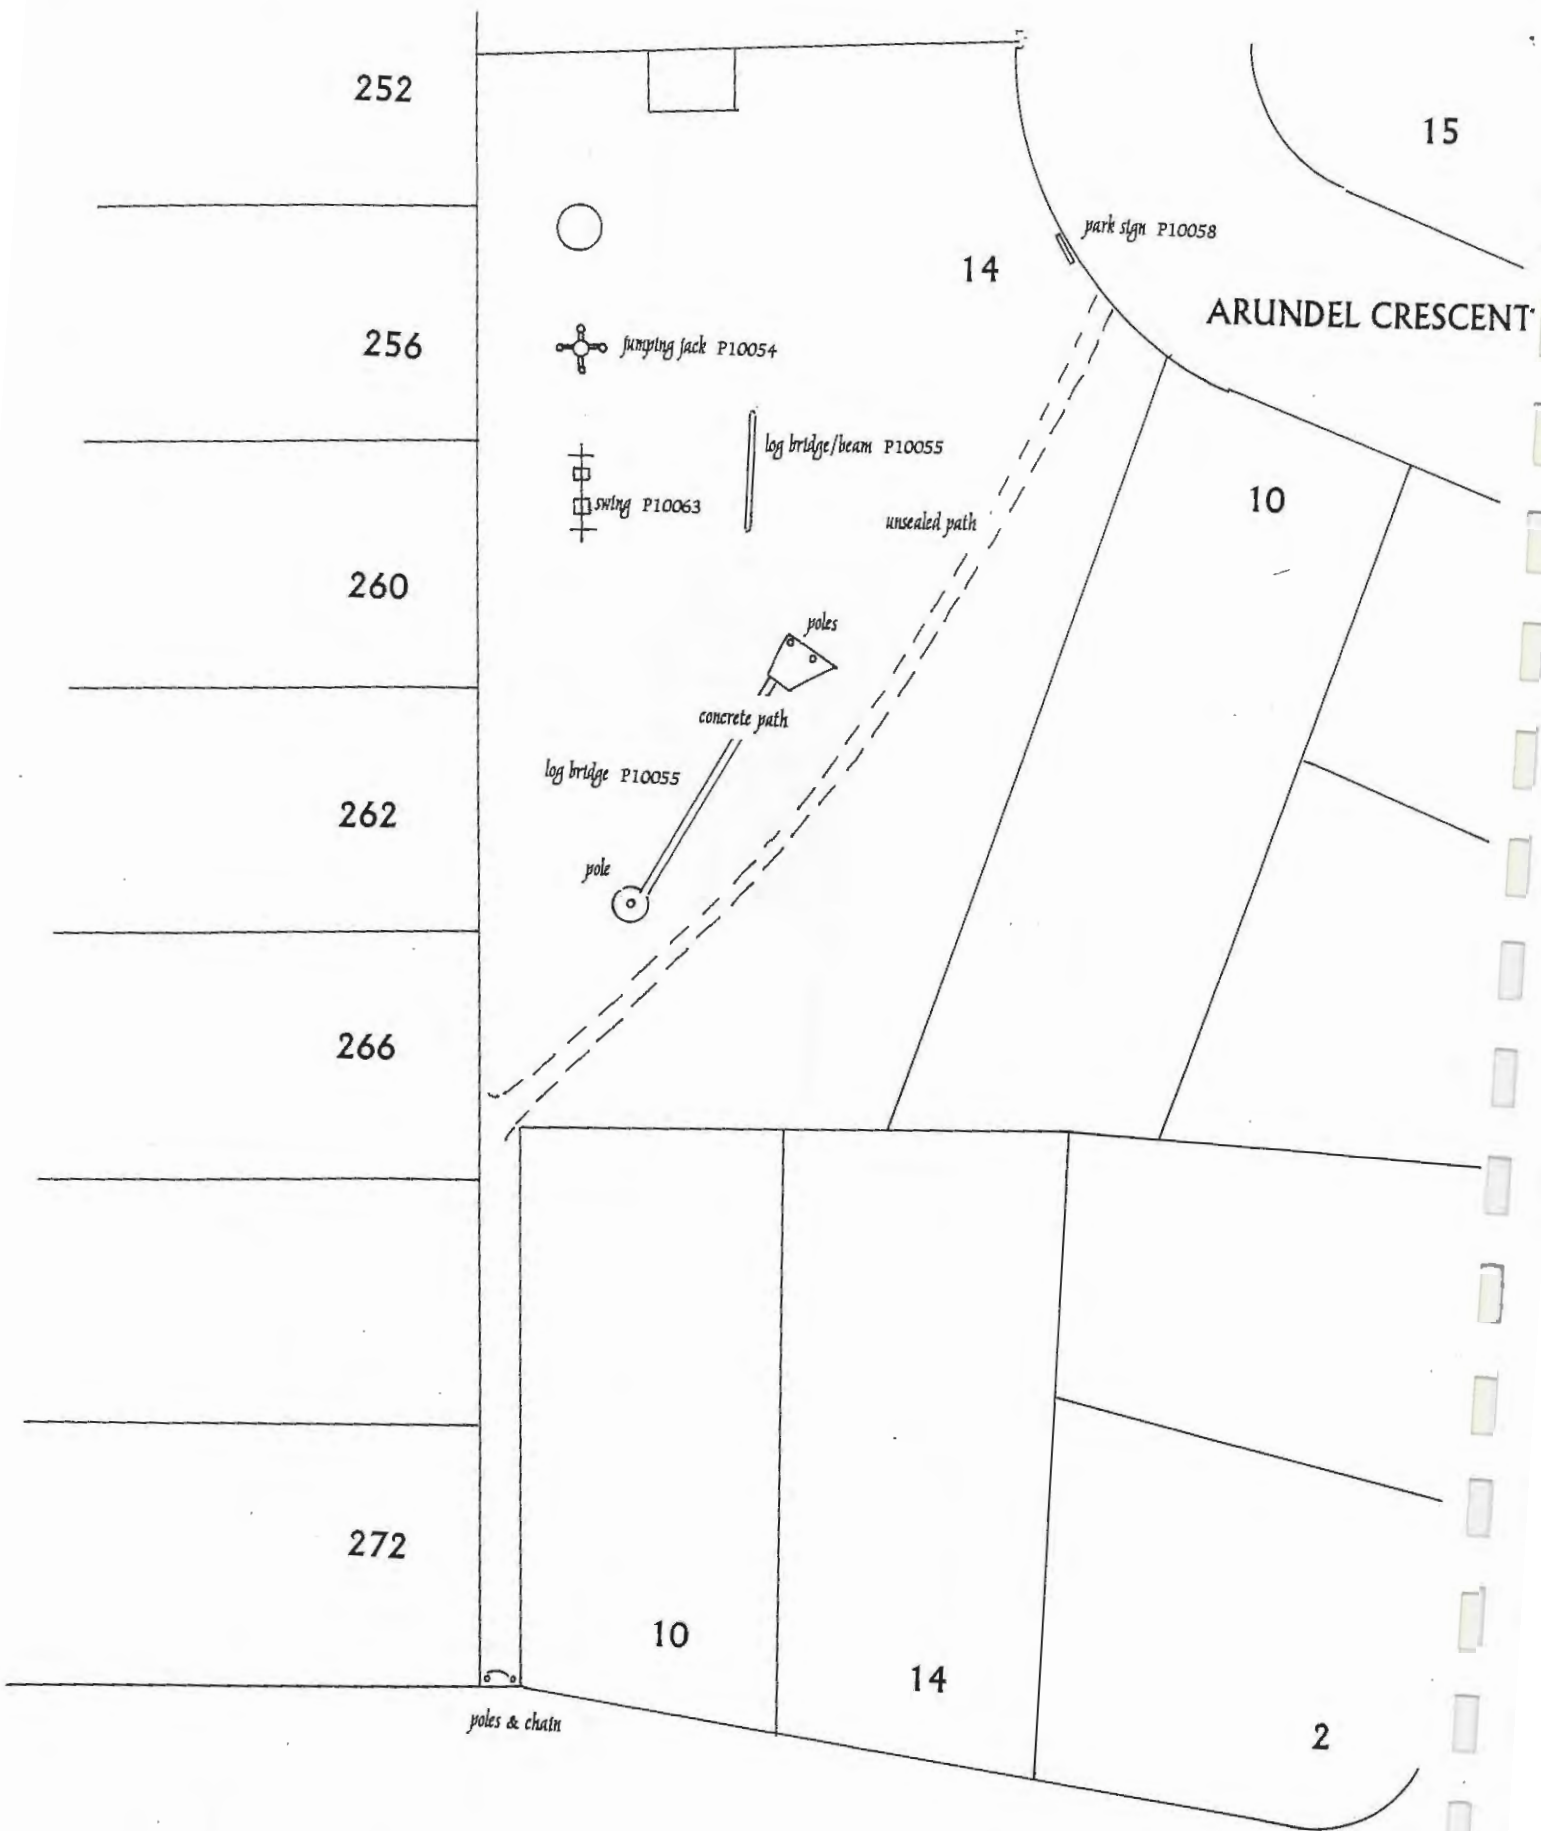 252
15
park sign P10058
14
ARUNDEL CRESCENT
256
jumping jack P10054
log bridge/beam P10055
10
swing P10063
unsealed path
260
poles
concrete path
log bridge P10055
262
pole
266
272
10
14
poles & chain
2